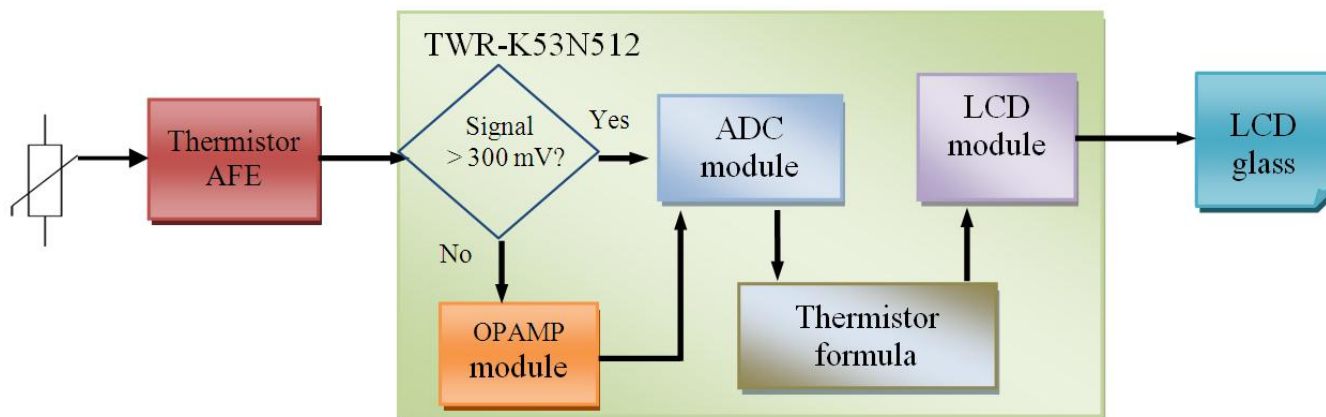 TWR-K53N512
Thermistor
AFE
Signal
> 300 mV?
Yes
No
OPAMP
module
ADC
module
Thermistor
formula
LCD
module
LCD
glass